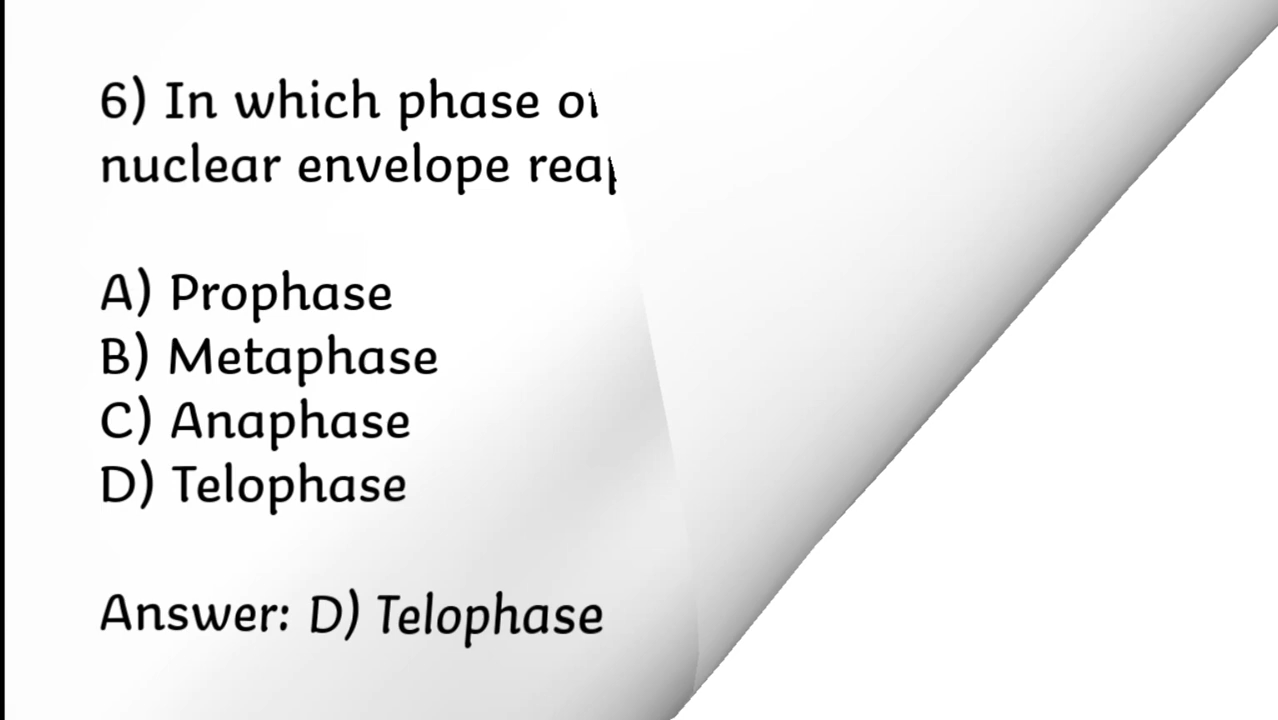 6) In which phase
nuclear envelope
A) Prophase
B) Metaphase
C) Anaphase
D) Telophase
Answer: D) Telophase